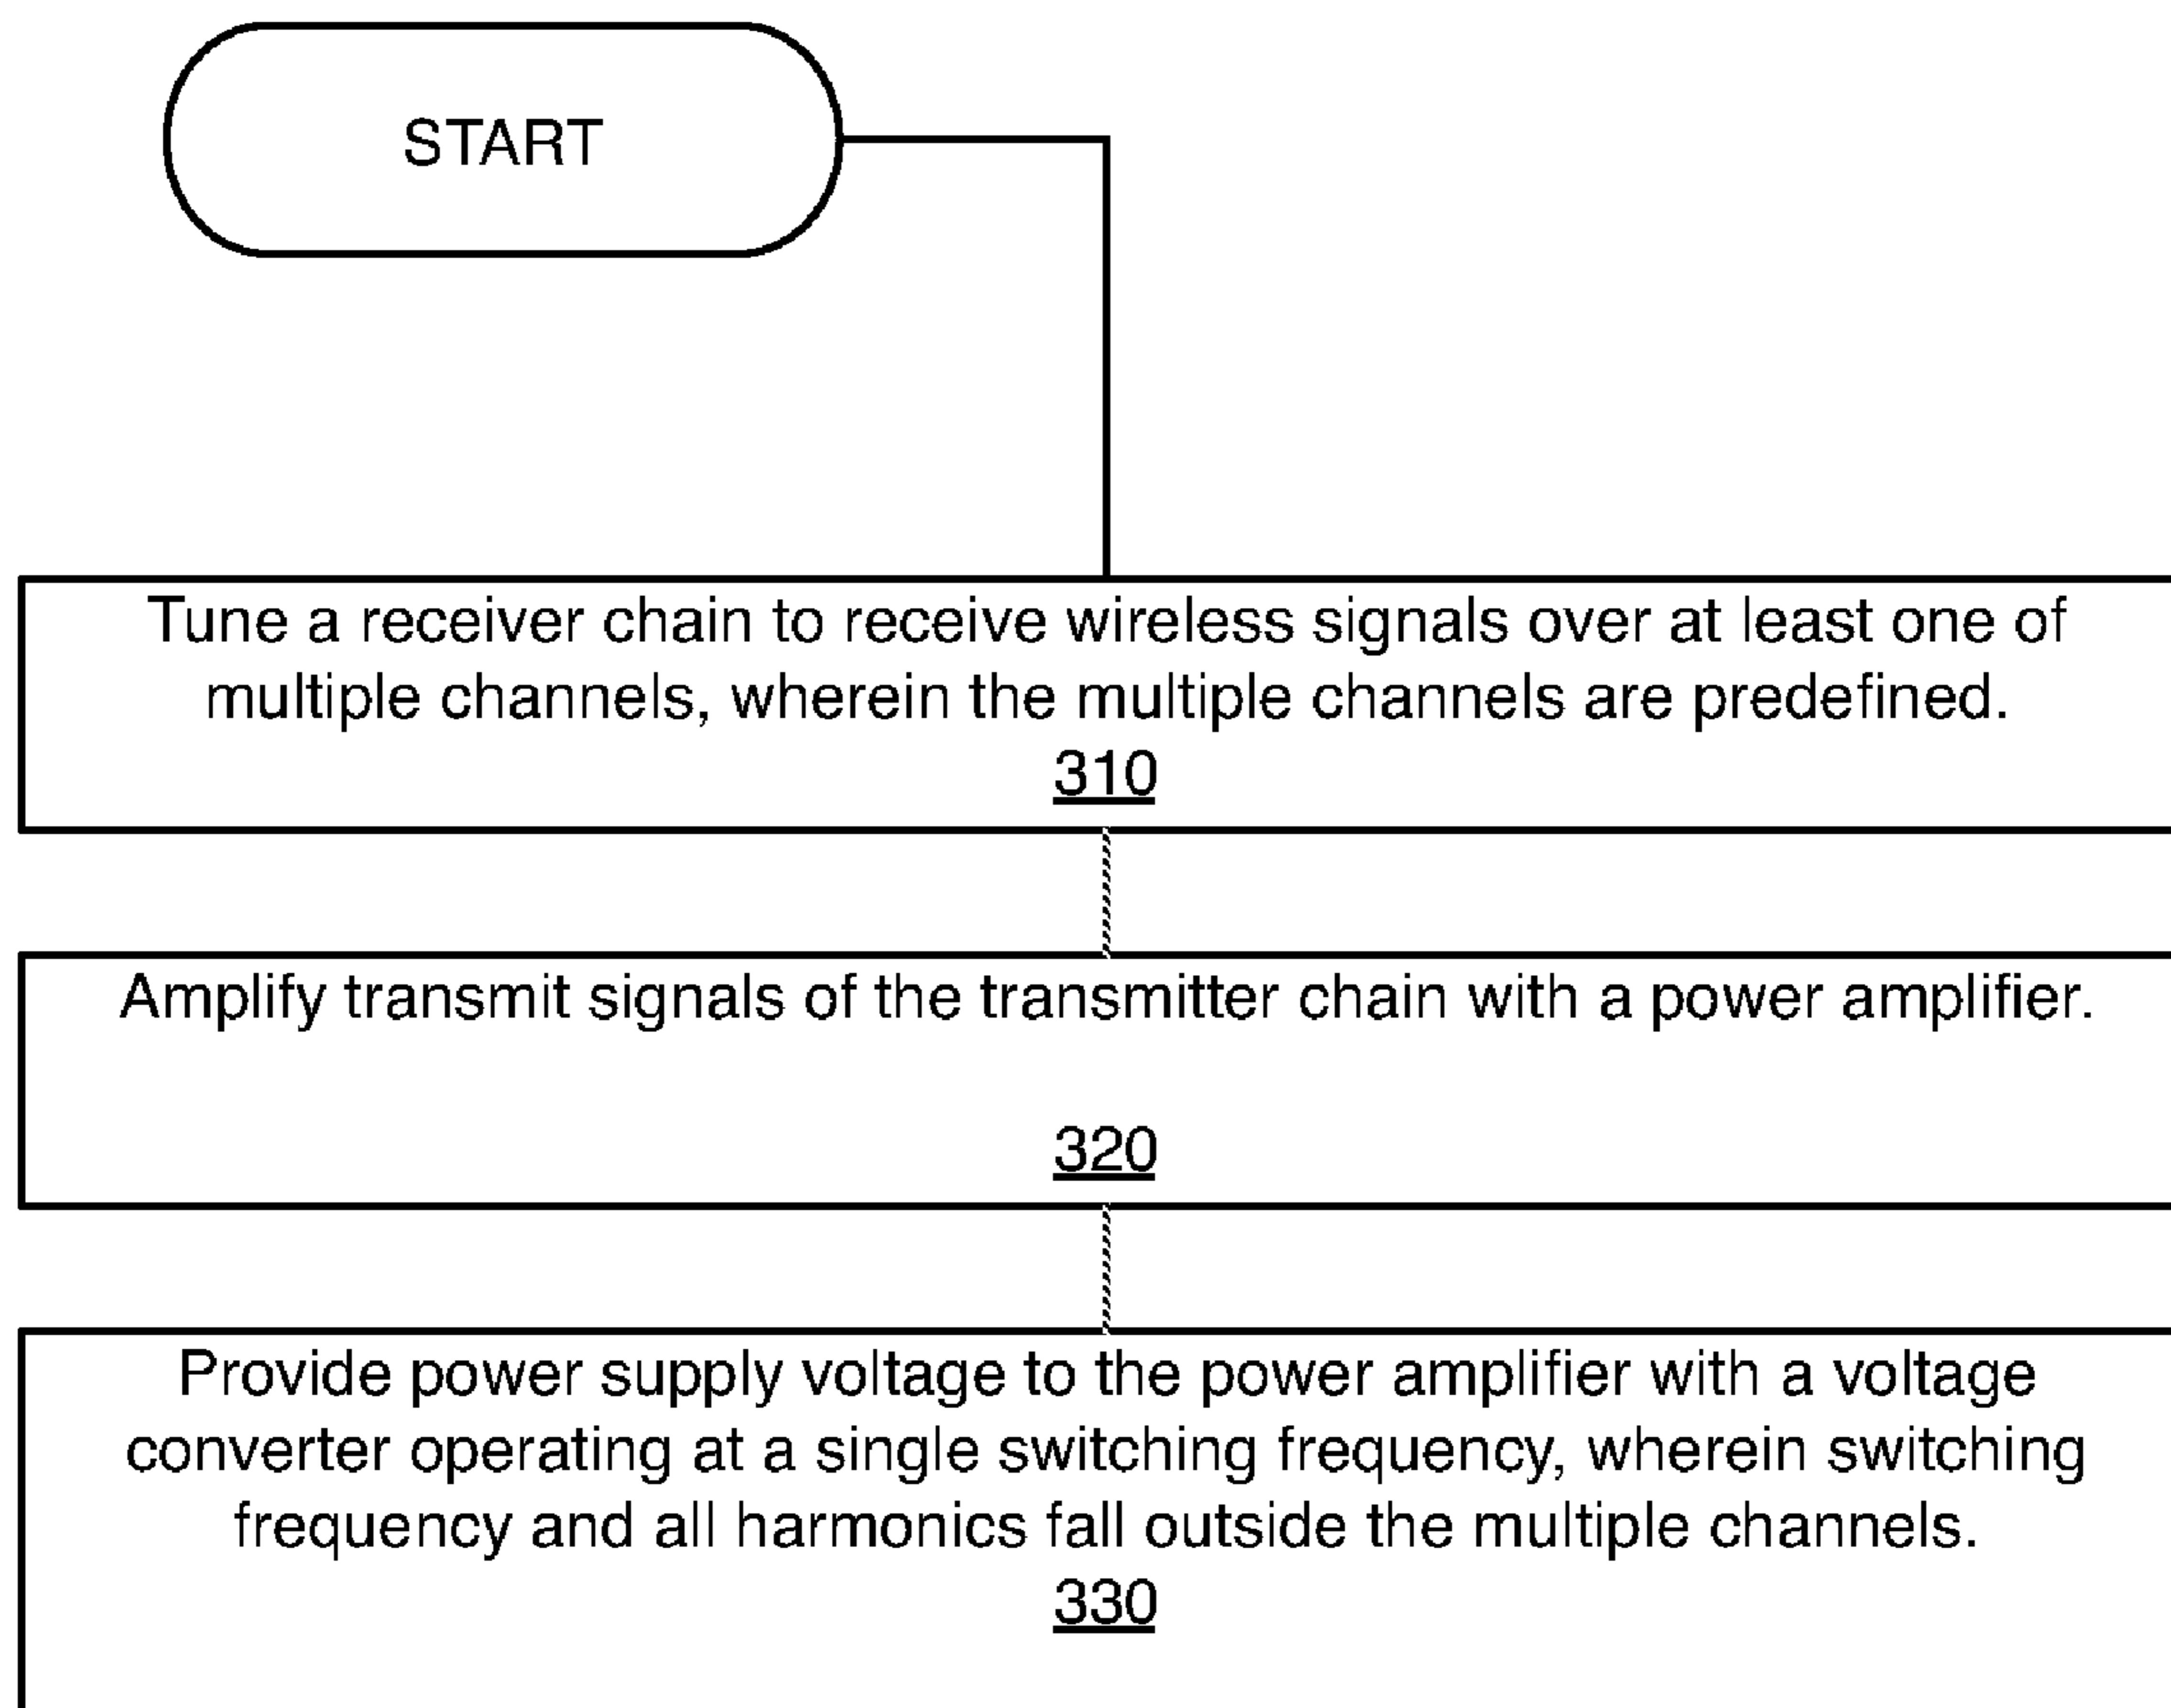 START
Tune a receiver chain to receive wireless signals over at least one of
multiple channels, wherein the multiple channels are predefined.
310
Amplify transmit signals of the transmitter chain with a power amplifier.
320
Provide power supply voltage to the power amplifier with a voltage
converter operating at a single switching frequency, wherein switching
frequency and all harmonics fall outside the multiple channels.
330